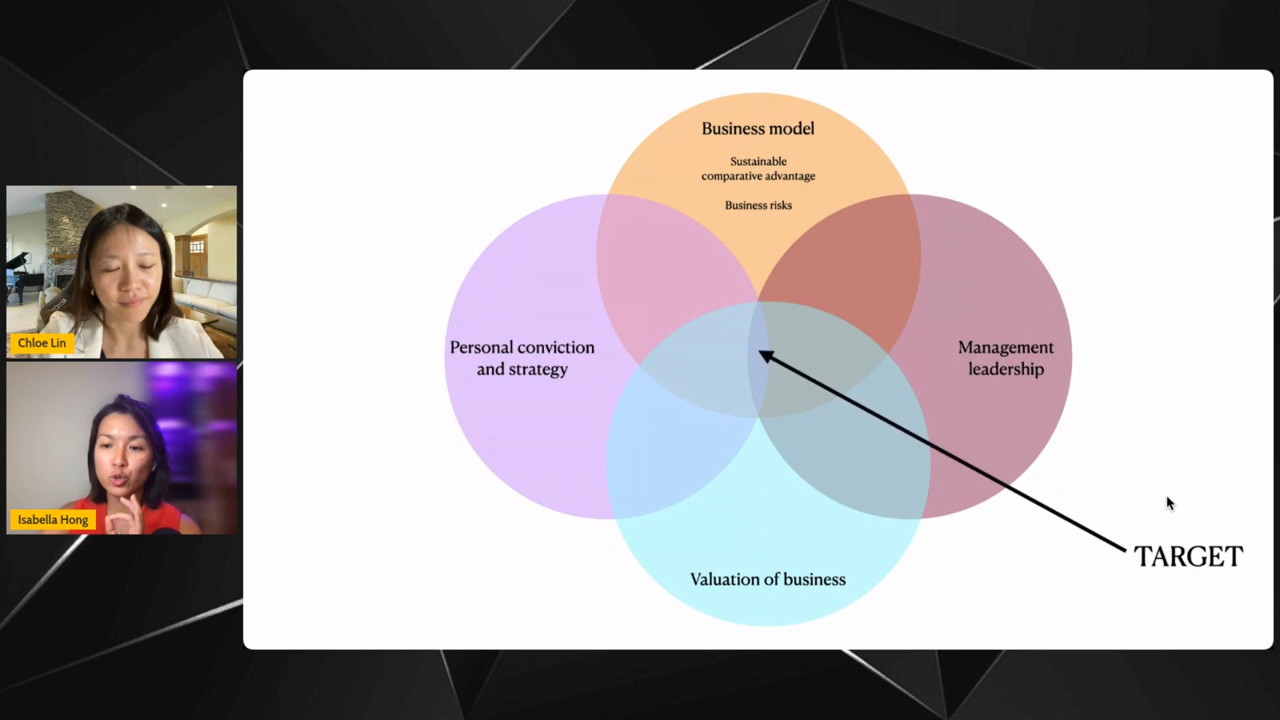 Business model
Sustainable
comparative advantage
Business risks
Personal conviction
and strategy
Management
leadership
Valuation of business
TARGET
Chloe Lin
Isabella Hong